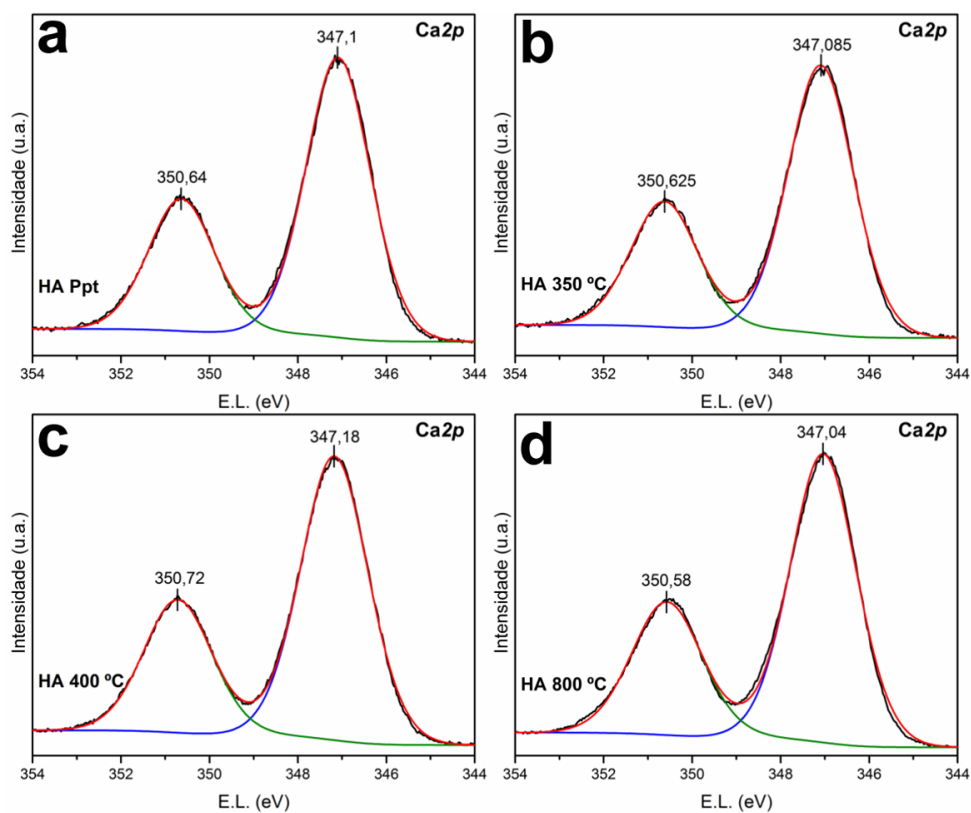 a
Ca2p
347,1
350,64
HA Ppt
Intensidade (u.a.)
354 352 350 348 346 344
E.L. (eV)
b
Ca2p
347,085
350,625
HA 350 ºC
Intensidade (u.a.)
354 352 350 348 346 344
E.L. (eV)
c
Ca2p
347,18
350,72
HA 400 ºC
Intensidade (u.a.)
354 352 350 348 346 344
E.L. (eV)
d
Ca2p
347,04
350,58
HA 800 ºC
Intensidade (u.a.)
354 352 350 348 346 344
E.L. (eV)